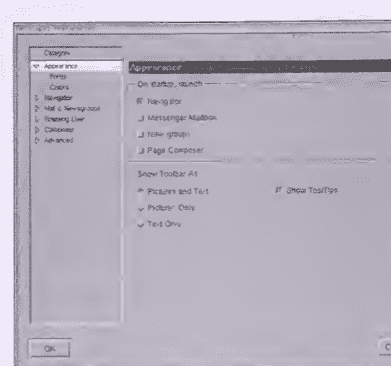 Category
Appearance
Fonts
Colors
Navigator
Mail & Newsgroups
Roaming User
Composer
Advanced
Appearance
On startup, launch
Navigator
Messenger Mailbox
Newsgroups
Page Composer
Show Toolbar As
Pictures and Text
Show ToolTips
Pictures Only
Text Only
OK
C